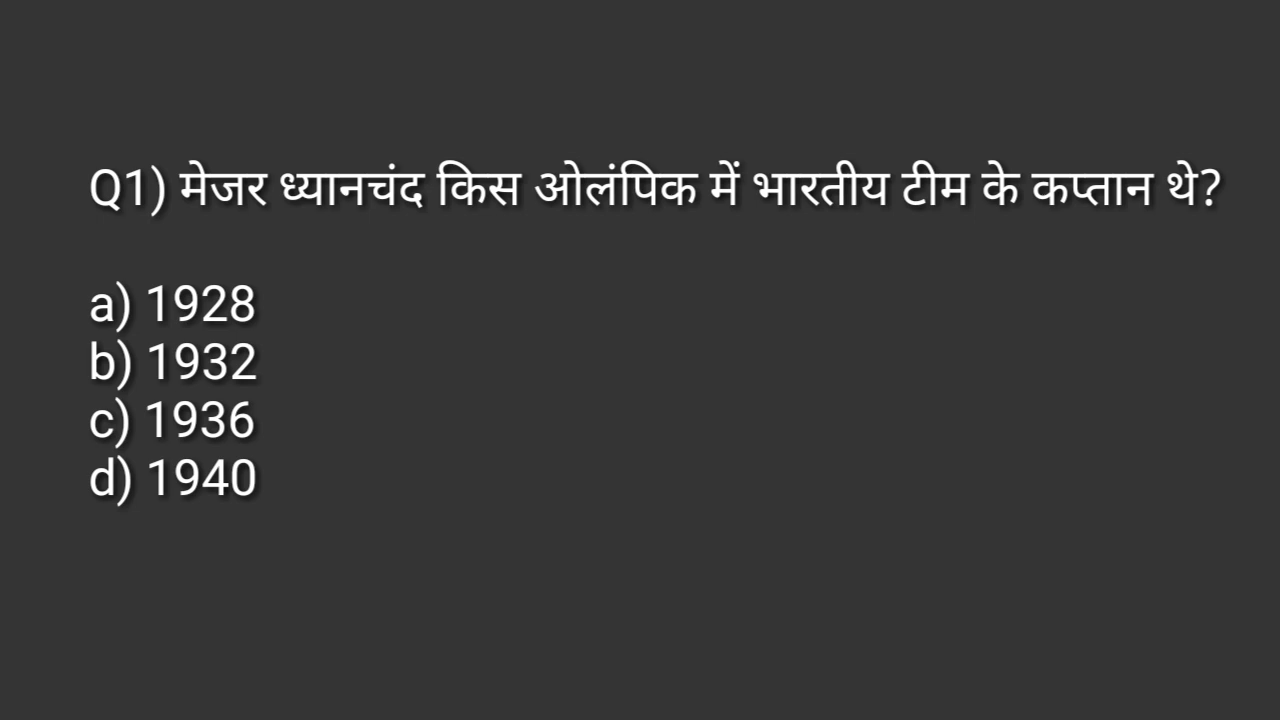 Q1) मेजर ध्यानचंद किस ओलंपिक में भारतीय टीम के कप्तान थे?
a) 1928
b) 1932
c) 1936
d) 1940